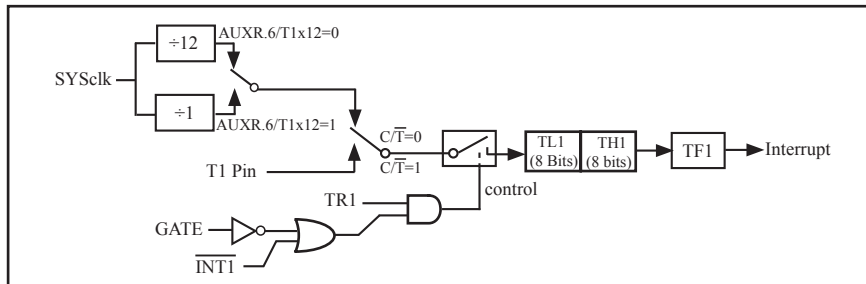 ÷12
AUXR.6/T1x12=0
SYSclk
÷1
AUXR.6/T1x12=1
C/T̅=0
C/T̅=1
T1 Pin
TL1
(8 Bits)
TH1
(8 bits)
TF1
Interrupt
control
TR1
GATE
I̅N̅T̅1̅